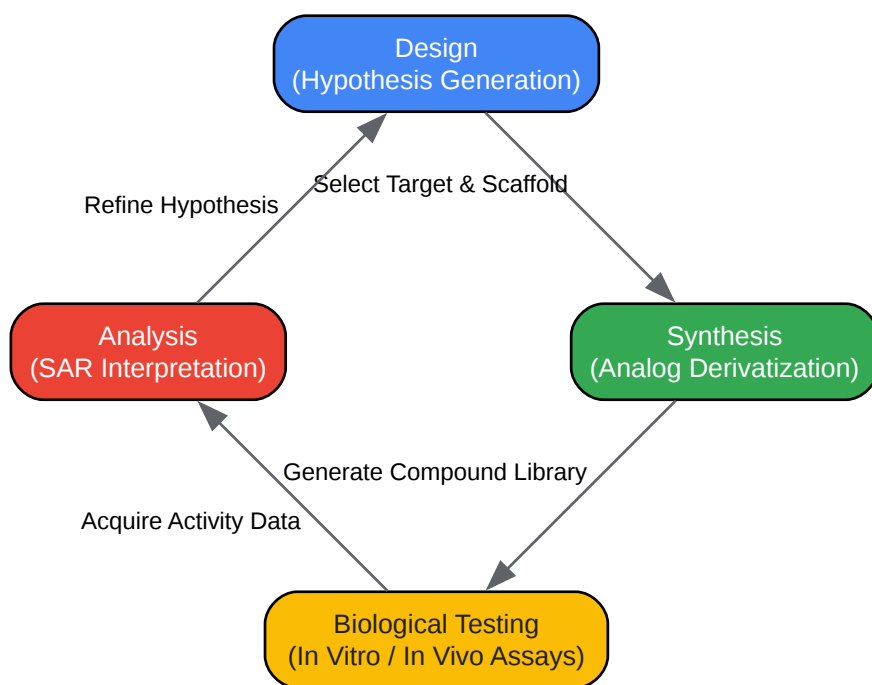 Design
(Hypothesis Generation)
Select Target & Scaffold
Refine Hypothesis
Analysis
(SAR Interpretation)
Synthesis
(Analog Derivatization)
Generate Compound Library
Acquire Activity Data
Biological Testing
(In Vitro / In Vivo Assays)